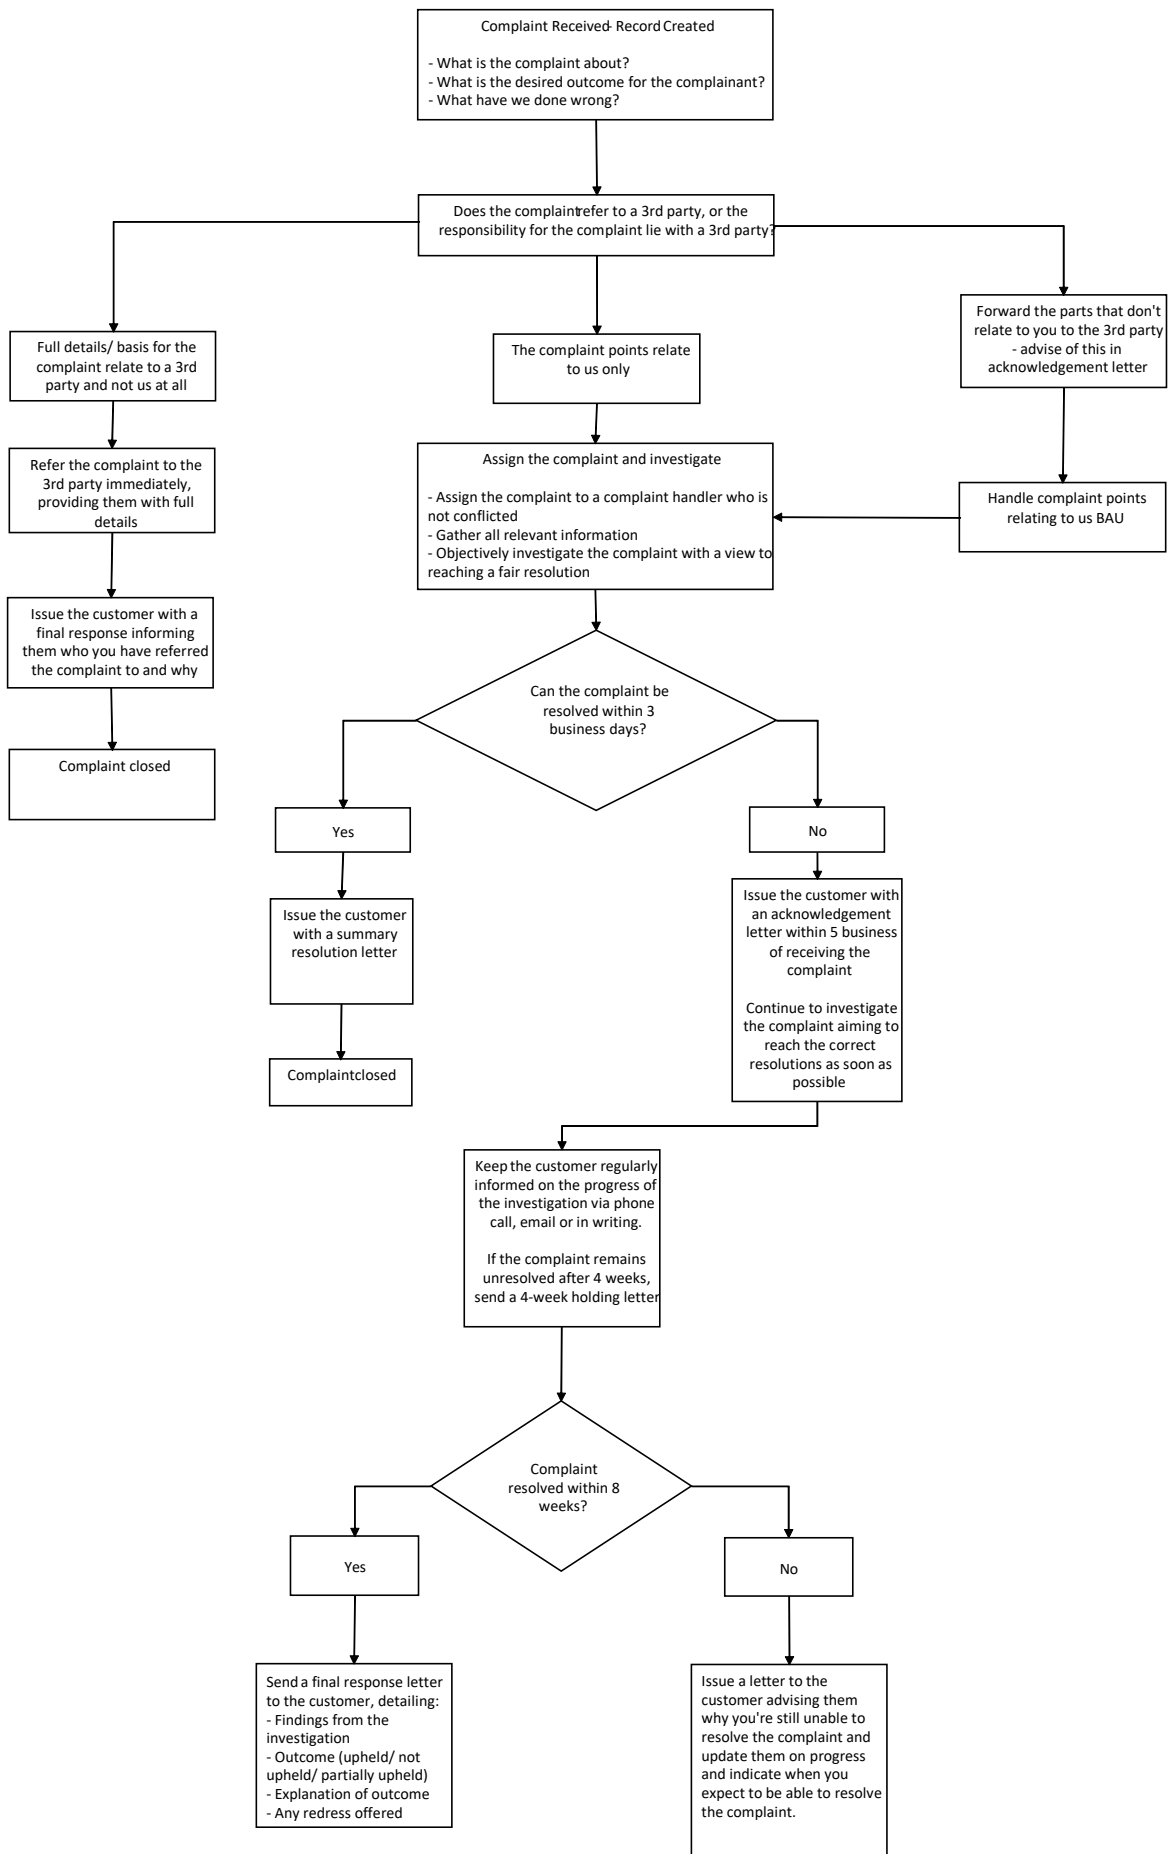 Complaint Received- Record Created
- What is the complaint about?
- What is the desired outcome for the complainant?
- What have we done wrong?
Does the complaint refer to a 3rd party, or the
responsibility for the complaint lie with a 3rd party?
Full details/ basis for the
complaint relate to a 3rd
party and not us at all
The complaint points relate
to us only
Forward the parts that don't
relate to you to the 3rd party
- advise of this in
acknowledgement letter
Refer the complaint to the
3rd party immediately,
providing them with full
details
Assign the complaint and investigate
- Assign the complaint to a complaint handler who is
not conflicted
- Gather all relevant information
- Objectively investigate the complaint with a view to
reaching a fair resolution
Handle complaint points
relating to us BAU
Issue the customer with a
final response informing
them who you have referred
the complaint to and why
Complaint closed
Can the complaint be
resolved within 3
business days?
Yes
No
Issue the customer
with a summary
resolution letter
Complaint closed
Issue the customer with
an acknowledgement
letter within 5 business
of receiving the
complaint
Continue to investigate
the complaint aiming to
reach the correct
resolutions as soon as
possible
Keep the customer regularly
informed on the progress of
the investigation via phone
call, email or in writing.
If the complaint remains
unresolved after 4 weeks,
send a 4-week holding letter
Complaint
resolved within 8
weeks?
Yes
No
Send a final response letter
to the customer, detailing:
- Findings from the
investigation
- Outcome (upheld/ not
upheld/ partially upheld)
- Explanation of outcome
- Any redress offered
Issue a letter to the
customer advising them
why you're still unable to
resolve the complaint and
update them on progress
and indicate when you
expect to be able to resolve
the complaint.